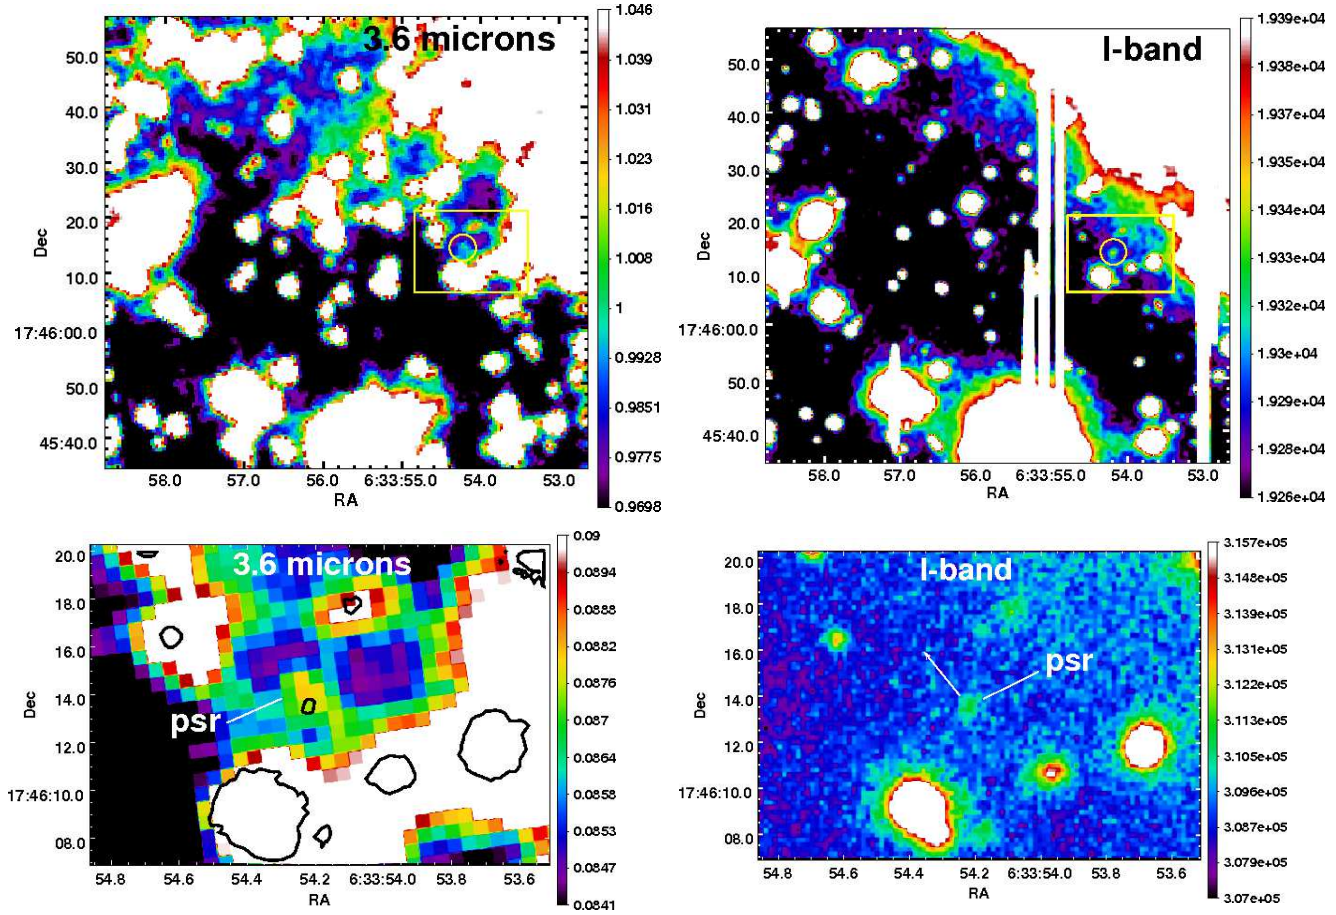 3.6 microns
50.0
40.0
30.0
20.0
10.0
17:46:00.0
50.0
45:40.0
Dec
58.0 57.0 56.0 6:33:55.0 54.0 53.0
RA
1.046
1.039
1.031
1.023
1.016
1.008
1
0.9928
0.9851
0.9775
0.9698
I-band
50.0
40.0
30.0
20.0
10.0
17:46:00.0
50.0
45:40.0
Dec
58.0 57.0 56.0 6:33:55.0 54.0 53.0
RA
1.939e+04
1.938e+04
1.937e+04
1.935e+04
1.934e+04
1.933e+04
1.932e+04
1.93e+04
1.929e+04
1.928e+04
1.926e+04
3.6 microns
psr
20.0
18.0
16.0
14.0
12.0
17:46:10.0
08.0
Dec
54.8 54.6 54.4 54.2 6:33:54.0 53.8 53.6
RA
0.09
0.0894
0.0888
0.0882
0.0876
0.087
0.0864
0.0858
0.0853
0.0847
0.0841
I-band
psr
20.0
18.0
16.0
14.0
12.0
17:46:10.0
08.0
Dec
54.8 54.6 54.4 54.2 6:33:54.0 53.8 53.6
RA
3.157e+05
3.148e+05
3.139e+05
3.131e+05
3.122e+05
3.113e+05
3.105e+05
3.096e+05
3.087e+05
3.079e+05
3.07e+05